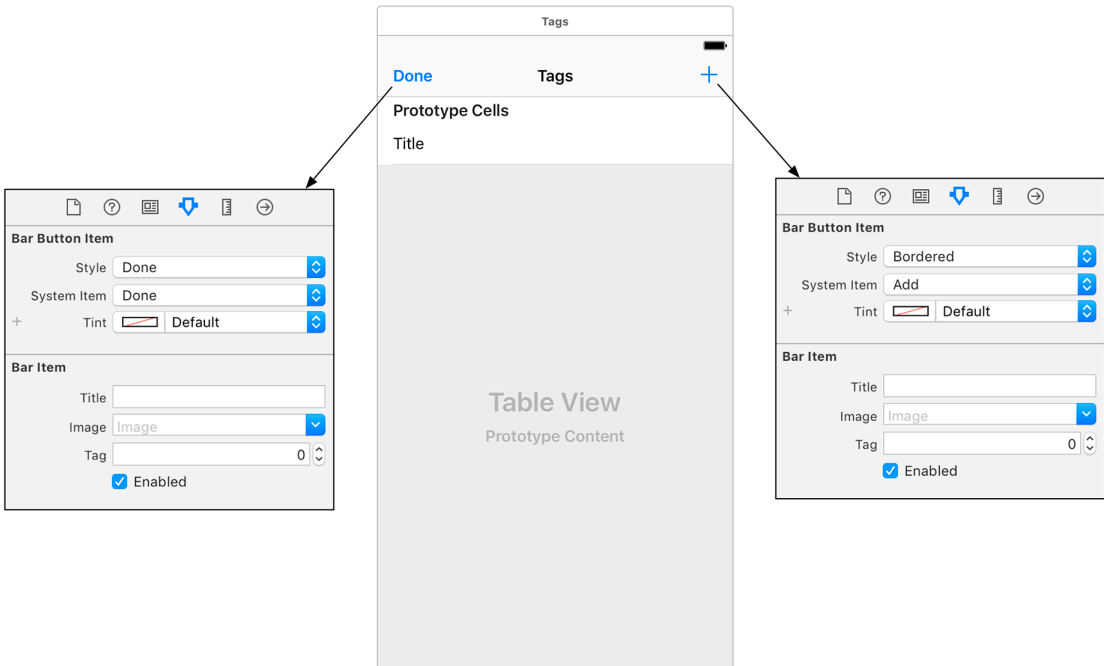 Tags
Done Tags +
Prototype Cells
Title
Table View
Prototype Content
Bar Button Item
Style Done
System Item Done
+ Tint Default
Bar Item
Title
Image Image
Tag 0
Enabled
Bar Button Item
Style Bordered
System Item Add
+ Tint Default
Bar Item
Title
Image Image
Tag 0
Enabled